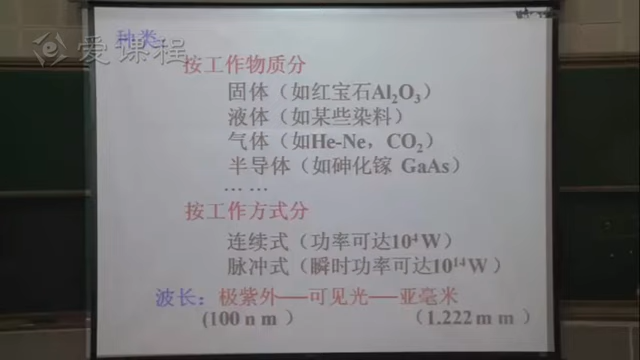 爱课程
种类:
按工作物质分
固体（如红宝石Al₂O₃）
液体（如某些染料）
气体（如He-Ne，CO₂）
半导体（如砷化镓 GaAs）
… …
按工作方式分
连续式（功率可达10⁴W）
脉冲式（瞬时功率可达10¹⁴W）
波长：极紫外──可见光──亚毫米
(100 n m ） （1.222 m m ）